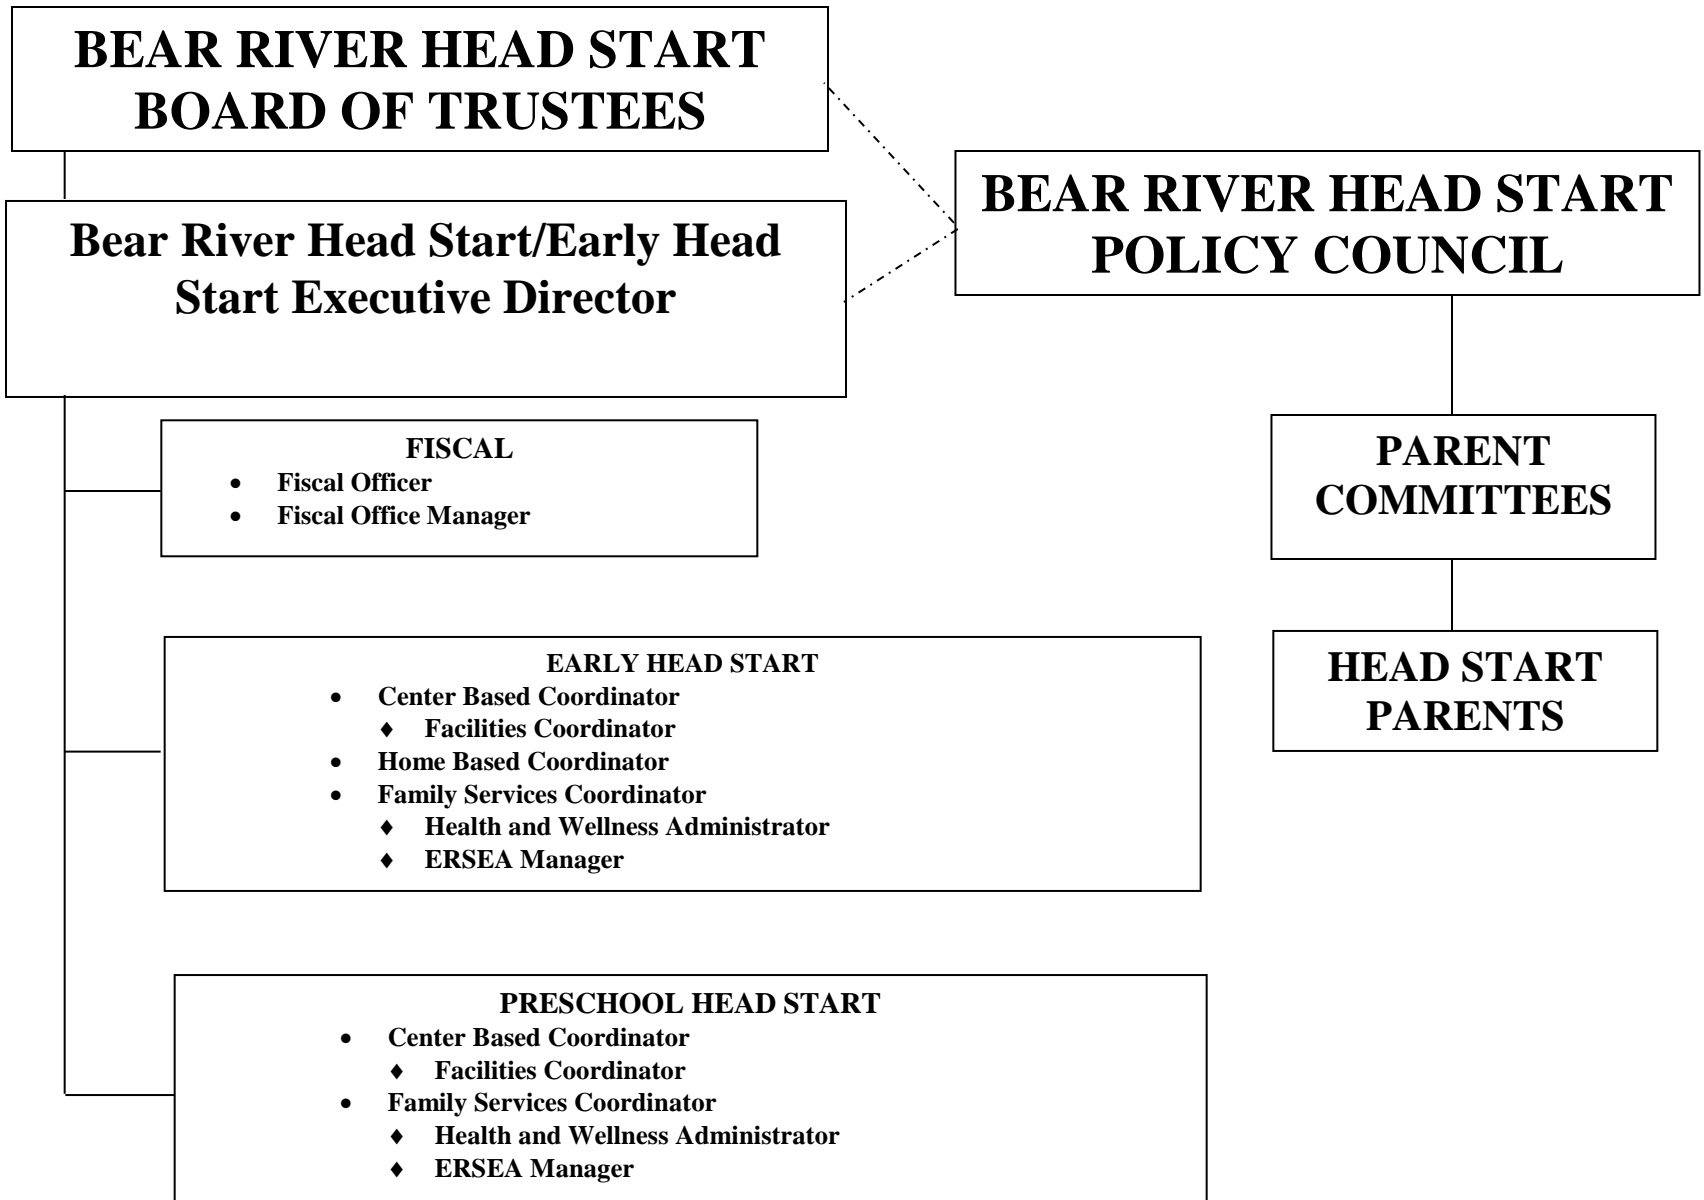 BEAR RIVER HEAD START
BOARD OF TRUSTEES
BEAR RIVER HEAD START
POLICY COUNCIL
Bear River Head Start/Early Head
Start Executive Director
FISCAL
• Fiscal Officer
• Fiscal Office Manager
PARENT
COMMITTEES
EARLY HEAD START
• Center Based Coordinator
♦ Facilities Coordinator
• Home Based Coordinator
• Family Services Coordinator
♦ Health and Wellness Administrator
♦ ERSEA Manager
HEAD START
PARENTS
PRESCHOOL HEAD START
• Center Based Coordinator
♦ Facilities Coordinator
• Family Services Coordinator
♦ Health and Wellness Administrator
♦ ERSEA Manager